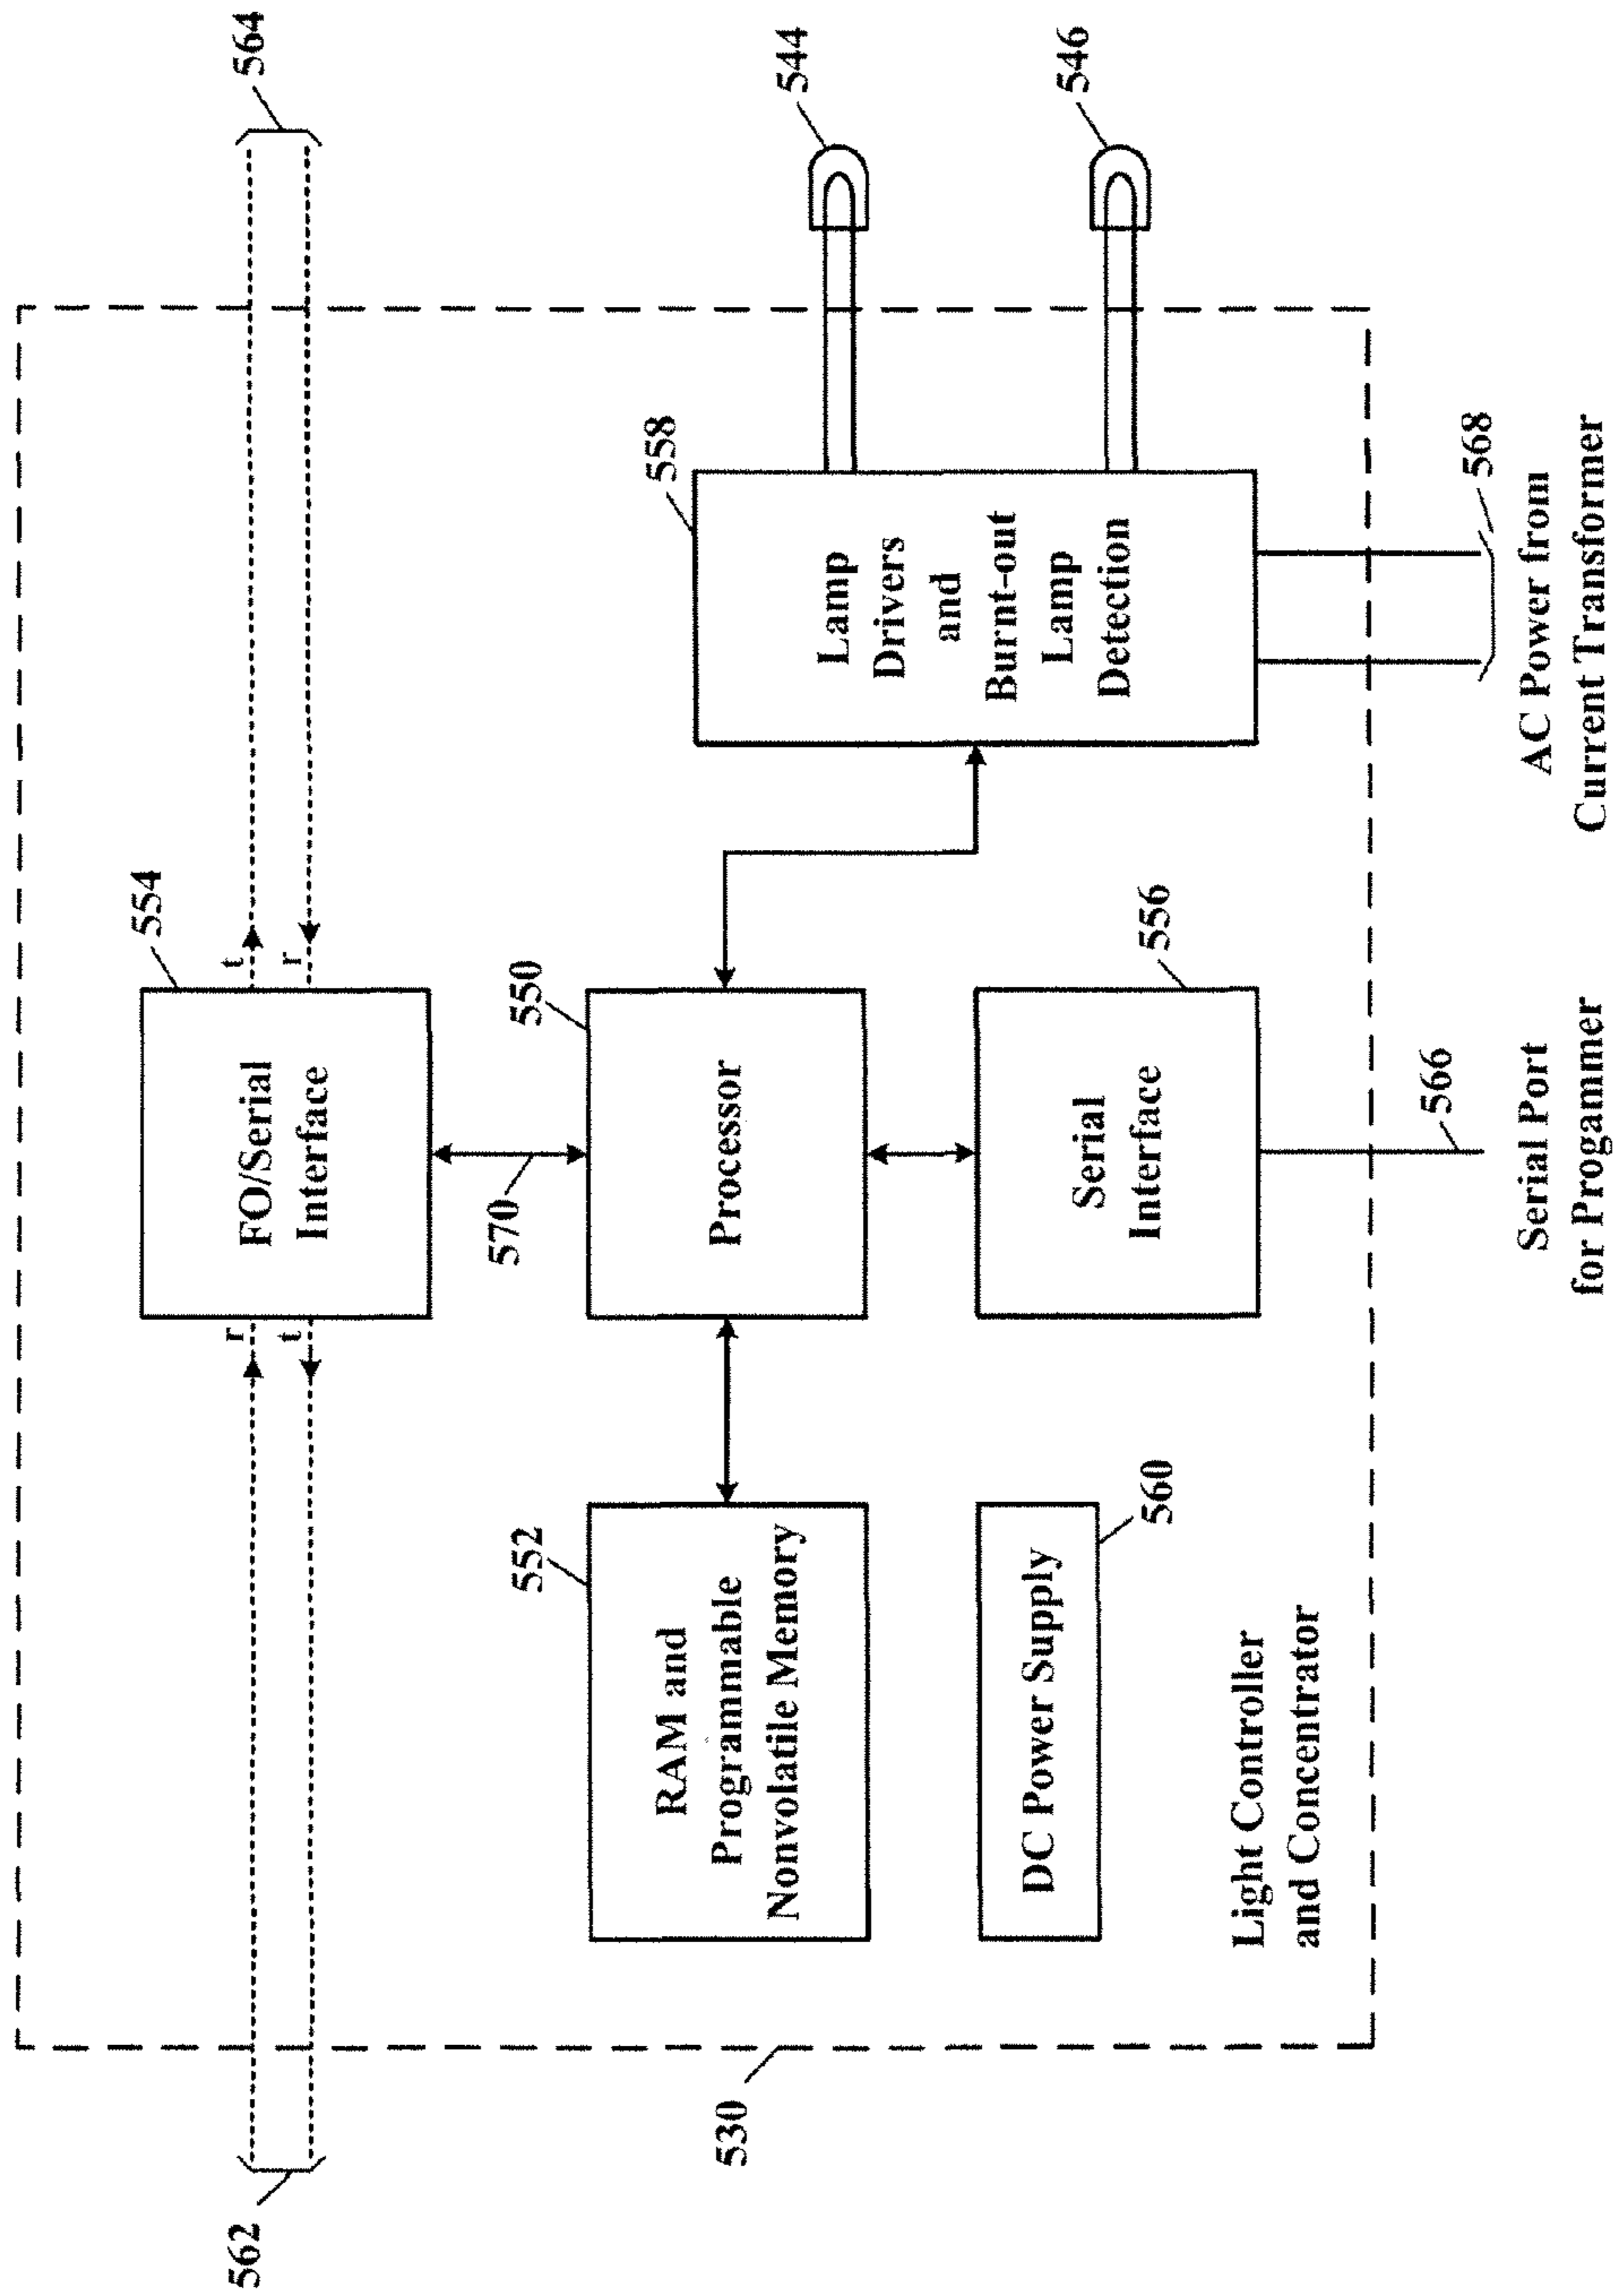 562
564
r
t
t
r
554
FO/Serial
Interface
570
552
RAM and
Programmable
Nonvolatile Memory
550
Processor
558
Lamp
Drivers
and
Burnt-out
Lamp
Detection
544
546
530
DC Power Supply
560
Serial
Interface
556
Light Controller
and Concentrator
566
568
Serial Port
for Progammer
AC Power from
Current Transformer